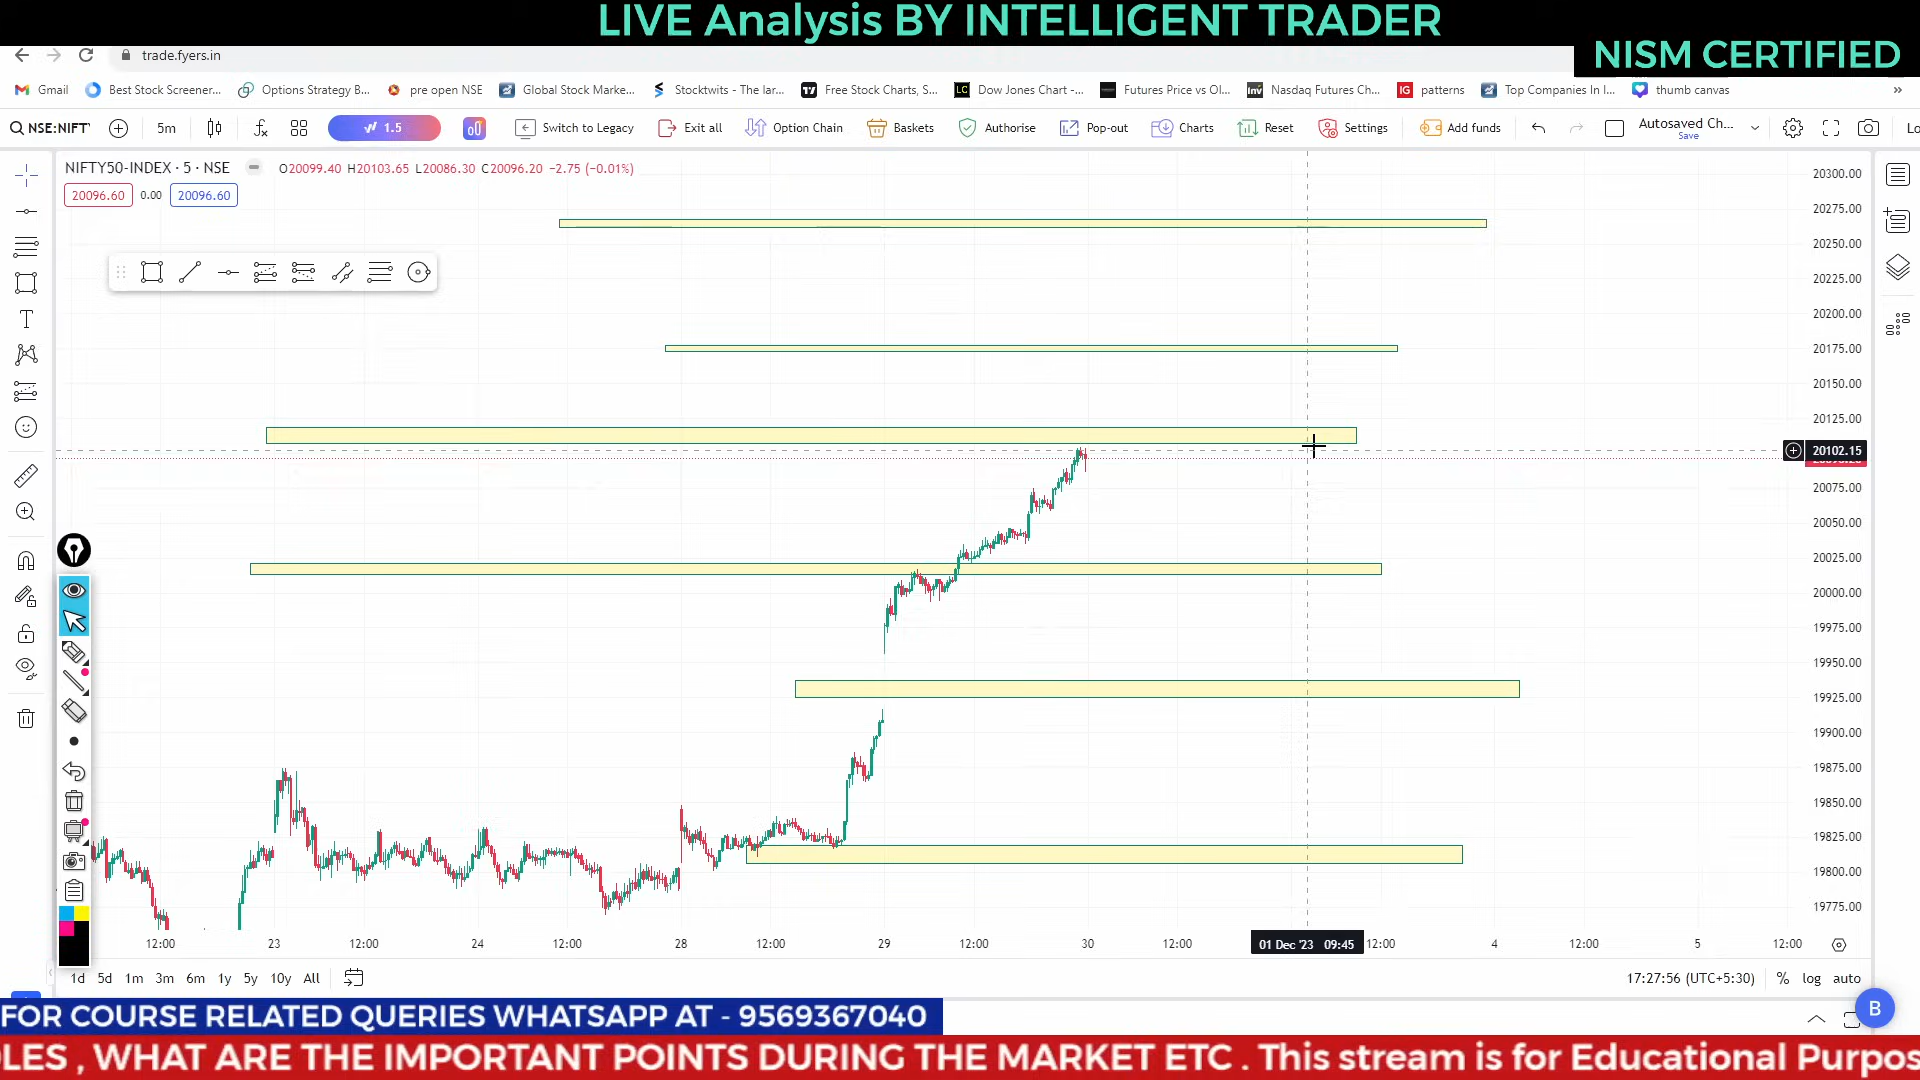 LIVE Analysis BY INTELLIGENT TRADER
NISM CERTIFIED
trade.fyers.in
Gmail
Best Stock Screener...
Options Strategy B...
pre open NSE
Global Stock Marke...
Stocktwits - The lar...
Free Stock Charts, S...
Dow Jones Chart -...
Futures Price vs Ol...
Nasdaq Futures Ch...
patterns
Top Companies In I...
thumb canvas
NSE:NIFTY
5m
1.5
Switch to Legacy
Exit all
Option Chain
Baskets
Authorise
Pop-out
Charts
Reset
Settings
Add funds
Autosaved Ch...
Save
Lo
NIFTY50-INDEX · 5 · NSE
O20099.40 H20103.65 L20086.30 C20096.20 −2.75 (−0.01%)
20096.60
0.00
20096.60
20300.00
20275.00
20250.00
20225.00
20200.00
20175.00
20150.00
20125.00
20102.15
20075.00
20050.00
20025.00
20000.00
19975.00
19950.00
19925.00
19900.00
19875.00
19850.00
19825.00
19800.00
19775.00
12:00 23 12:00 24 12:00 28 12:00 29 12:00 30 12:00 01 Dec '23 09:45 12:00 4 12:00 5 12:00
1d 5d 1m 3m 6m 1y 5y 10y All
17:27:56 (UTC+5:30)
% log auto
B
FOR COURSE RELATED QUERIES WHATSAPP AT - 9569367040
OLES , WHAT ARE THE IMPORTANT POINTS DURING THE MARKET ETC . This stream is for Educational Purpos